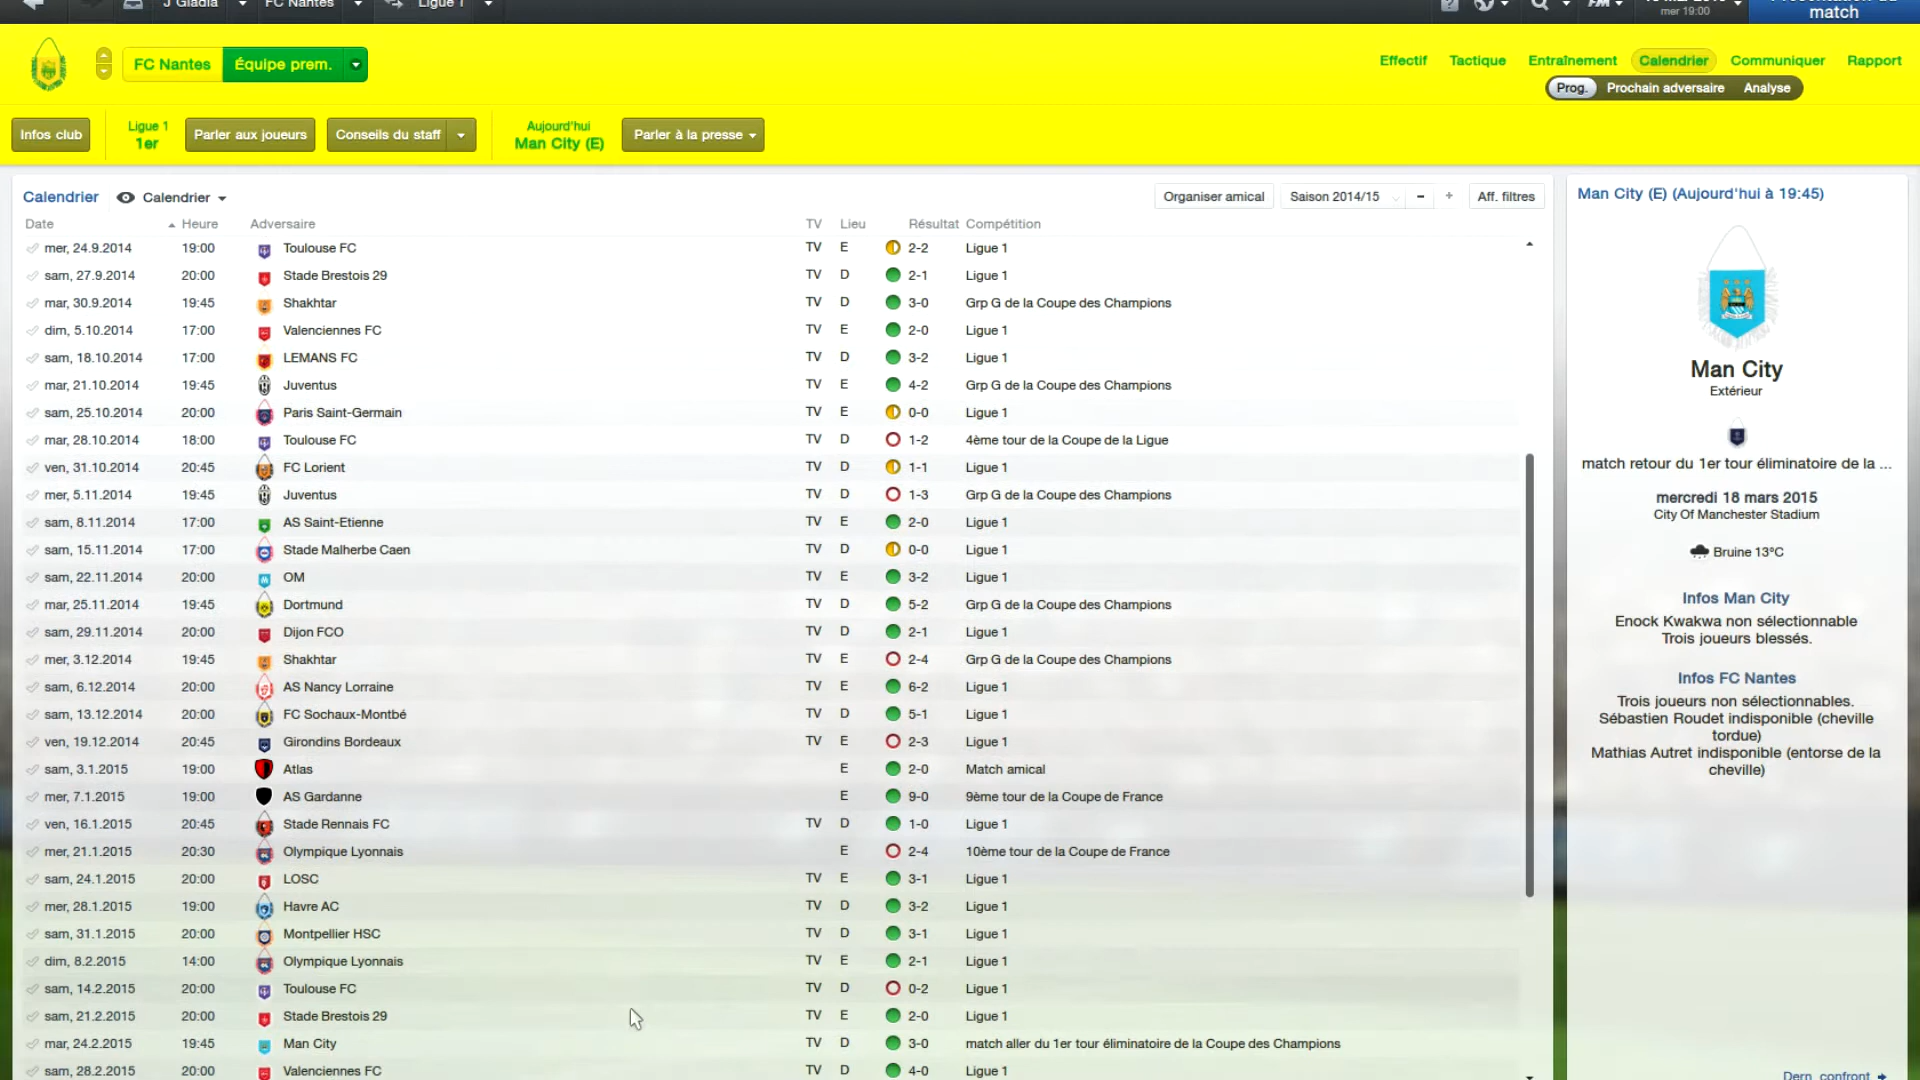 J Gladia FC Nantes Ligue 1
mer 19:00
match
FC Nantes Équipe prem.
Effectif Tactique Entraînement Calendrier Communiquer Rapport
Prog. Prochain adversaire Analyse
Infos club
Ligue 1
1er
Parler aux joueurs Conseils du staff
Aujourd'hui
Man City (E)
Parler à la presse
Calendrier Calendrier
Organiser amical Saison 2014/15 - + Aff. filtres
Date Heure Adversaire TV Lieu Résultat Compétition
mer, 24.9.2014 19:00 Toulouse FC TV E 2-2 Ligue 1
sam, 27.9.2014 20:00 Stade Brestois 29 TV D 2-1 Ligue 1
mar, 30.9.2014 19:45 Shakhtar TV D 3-0 Grp G de la Coupe des Champions
dim, 5.10.2014 17:00 Valenciennes FC TV E 2-0 Ligue 1
sam, 18.10.2014 17:00 LEMANS FC TV D 3-2 Ligue 1
mar, 21.10.2014 19:45 Juventus TV E 4-2 Grp G de la Coupe des Champions
sam, 25.10.2014 20:00 Paris Saint-Germain TV E 0-0 Ligue 1
mar, 28.10.2014 18:00 Toulouse FC TV D 1-2 4ème tour de la Coupe de la Ligue
ven, 31.10.2014 20:45 FC Lorient TV D 1-1 Ligue 1
mer, 5.11.2014 19:45 Juventus TV D 1-3 Grp G de la Coupe des Champions
sam, 8.11.2014 17:00 AS Saint-Etienne TV E 2-0 Ligue 1
sam, 15.11.2014 17:00 Stade Malherbe Caen TV D 0-0 Ligue 1
sam, 22.11.2014 20:00 OM TV E 3-2 Ligue 1
mar, 25.11.2014 19:45 Dortmund TV D 5-2 Grp G de la Coupe des Champions
sam, 29.11.2014 20:00 Dijon FCO TV D 2-1 Ligue 1
mer, 3.12.2014 19:45 Shakhtar TV E 2-4 Grp G de la Coupe des Champions
sam, 6.12.2014 20:00 AS Nancy Lorraine TV E 6-2 Ligue 1
sam, 13.12.2014 20:00 FC Sochaux-Montbé TV D 5-1 Ligue 1
ven, 19.12.2014 20:45 Girondins Bordeaux TV E 2-3 Ligue 1
sam, 3.1.2015 19:00 Atlas E 2-0 Match amical
mer, 7.1.2015 19:00 AS Gardanne E 9-0 9ème tour de la Coupe de France
ven, 16.1.2015 20:45 Stade Rennais FC TV D 1-0 Ligue 1
mer, 21.1.2015 20:30 Olympique Lyonnais E 2-4 10ème tour de la Coupe de France
sam, 24.1.2015 20:00 LOSC TV E 3-1 Ligue 1
mer, 28.1.2015 19:00 Havre AC TV D 3-2 Ligue 1
sam, 31.1.2015 20:00 Montpellier HSC TV D 3-1 Ligue 1
dim, 8.2.2015 14:00 Olympique Lyonnais TV E 2-1 Ligue 1
sam, 14.2.2015 20:00 Toulouse FC TV D 0-2 Ligue 1
sam, 21.2.2015 20:00 Stade Brestois 29 TV E 2-0 Ligue 1
mar, 24.2.2015 19:45 Man City TV D 3-0 match aller du 1er tour éliminatoire de la Coupe des Champions
sam, 28.2.2015 20:00 Valenciennes FC TV D 4-0 Ligue 1
Man City (E) (Aujourd'hui à 19:45)
Man City
Extérieur
match retour du 1er tour éliminatoire de la ...
mercredi 18 mars 2015
City Of Manchester Stadium
Bruine 13°C
Infos Man City
Enock Kwakwa non sélectionnable
Trois joueurs blessés.
Infos FC Nantes
Trois joueurs non sélectionnables.
Sébastien Roudet indisponible (cheville
tordue)
Mathias Autret indisponible (entorse de la
cheville)
Dern. confront